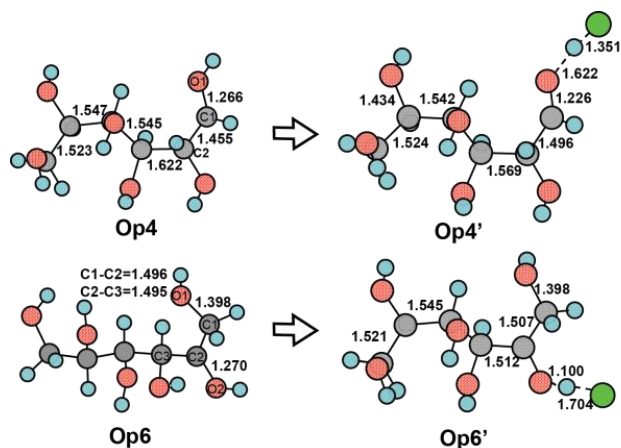 1.547
1.545
1.523
1.622
1.455
1.266
O1
C1
C2
Op4
1.434
1.542
1.524
1.569
1.496
1.226
1.622
1.351
Op4'
C1-C2=1.496
C2-C3=1.495
O1
1.398
C1
C3
C2
1.270
O2
Op6
1.545
1.521
1.398
1.507
1.512
1.100
1.704
Op6'